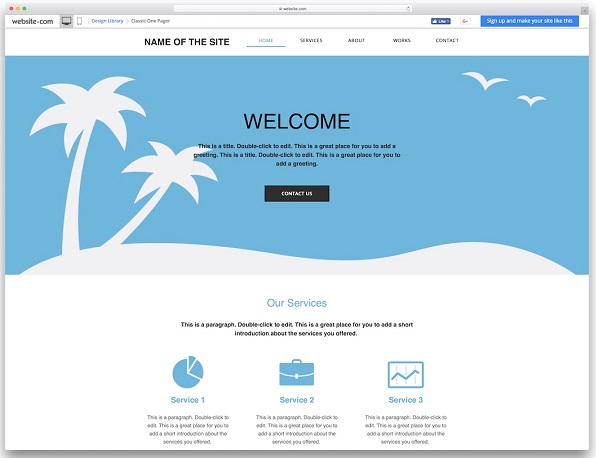 website.com
website-com
Design Library > Classic One Pager
Like
G+
Sign up and make your site like this
NAME OF THE SITE
HOME
SERVICES
ABOUT
WORKS
CONTACT
WELCOME
This is a title. Double-click to edit. This is a great place for you to add a
greeting. This is a title. Double-click to edit. This is a great place for you to
add a greeting.
CONTACT US
Our Services
This is a paragraph. Double-click to edit. This is a great place for you to add a short
introduction about the services you offered.
Service 1
This is a paragraph. Double-click to
edit. This is a great place for you to
add a short introduction about the
services you offered.
Service 2
This is a paragraph. Double-click to
edit. This is a great place for you to
add a short introduction about the
services you offered.
Service 3
This is a paragraph. Double-click to
edit. This is a great place for you to
add a short introduction about the
services you offered.